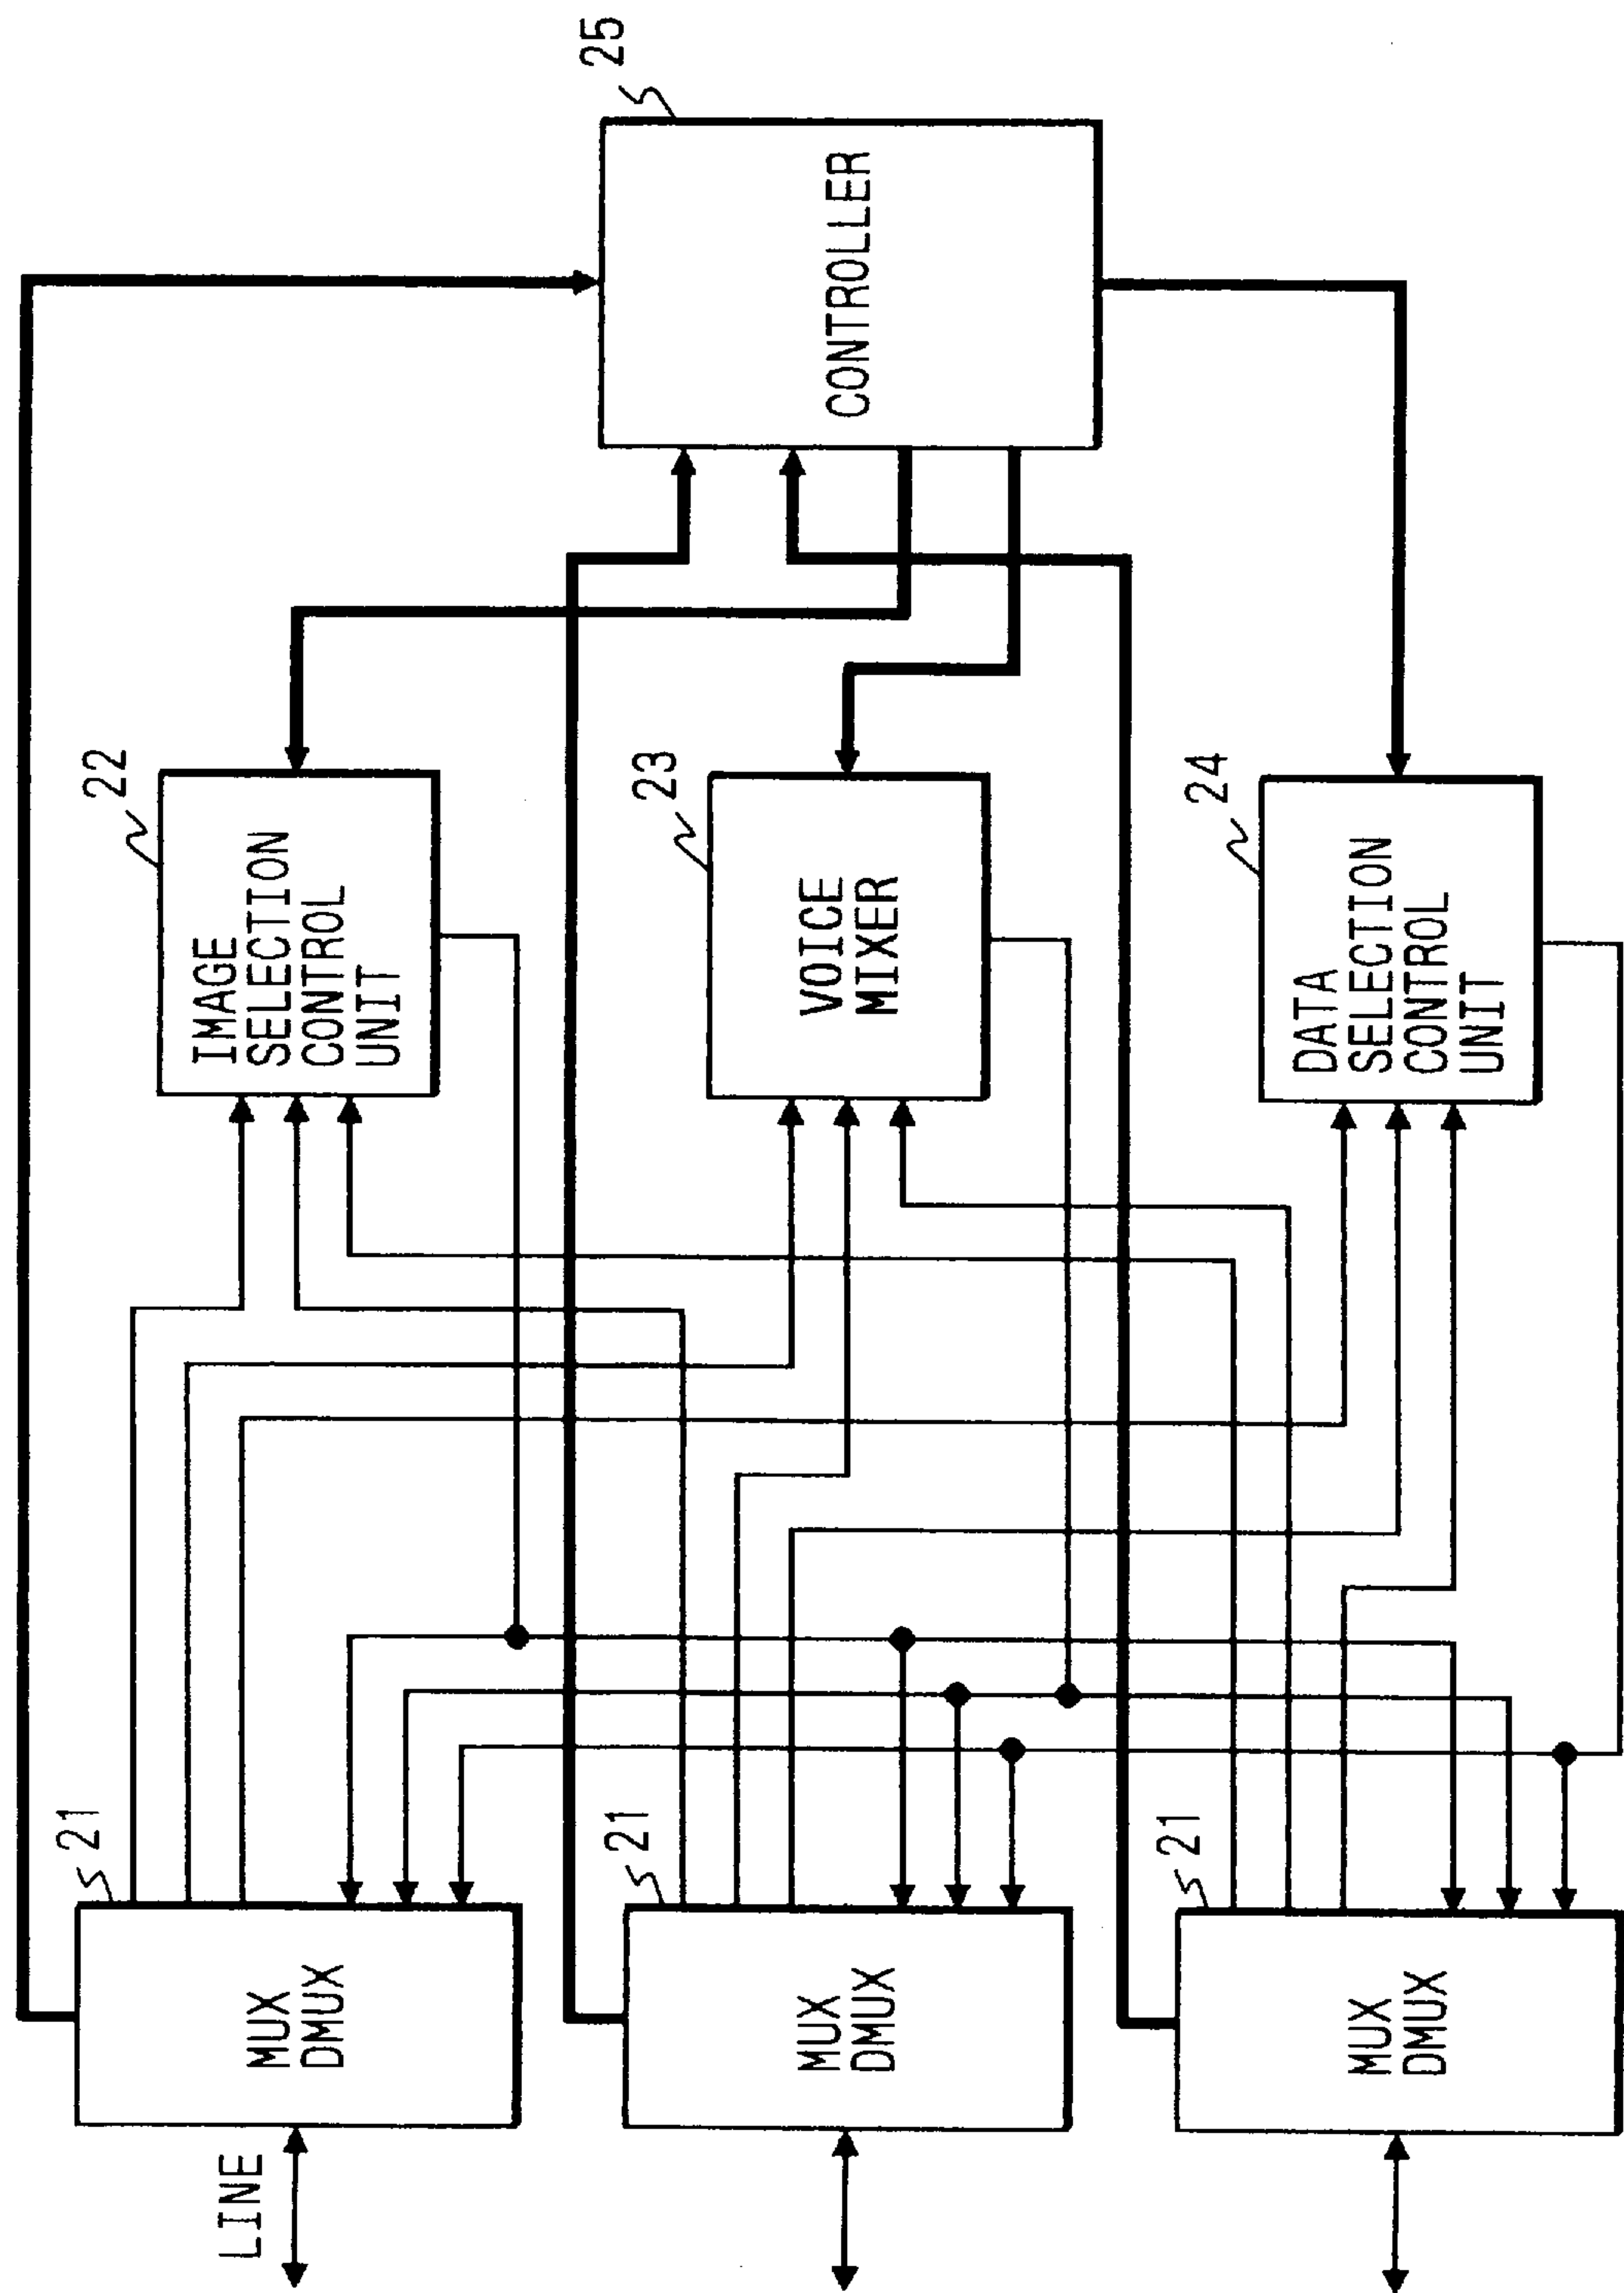 LINE
MUX
DMUX
21
MUX
DMUX
21
MUX
DMUX
21
IMAGE
SELECTION
CONTROL
UNIT
22
VOICE
MIXER
23
DATA
SELECTION
CONTROL
UNIT
24
CONTROLLER
25